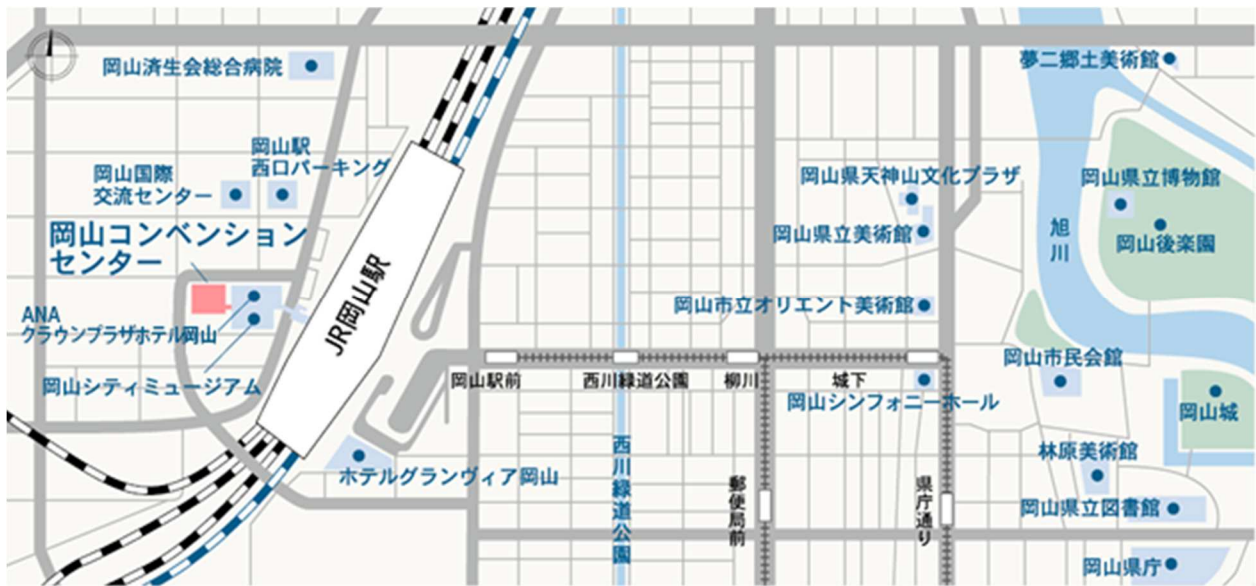 岡山済生会総合病院
夢二郷土美術館
岡山駅
西口パーキング
岡山国際
交流センター
岡山県天神山文化プラザ
岡山県立博物館
岡山コンベンション
センター
岡山県立美術館
旭川
岡山後楽園
JR岡山駅
岡山市立オリエント美術館
ANA
クラウンプラザホテル岡山
岡山シティミュージアム
岡山駅前
西川緑道公園
柳川
城下
岡山市民会館
岡山シンフォニーホール
岡山城
西川緑道公園
ホテルグランヴィア岡山
林原美術館
郵便局前
県庁通り
岡山県立図書館
岡山県庁